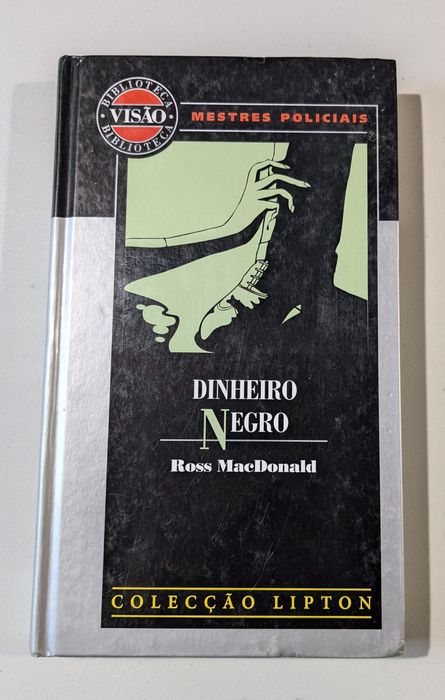 BIBLIOTECA
VISÃO
BIBLIOTECA
MESTRES POLICIAIS
DINHEIRO
NEGRO
Ross MacDonald
COLECÇÃO LIPTON